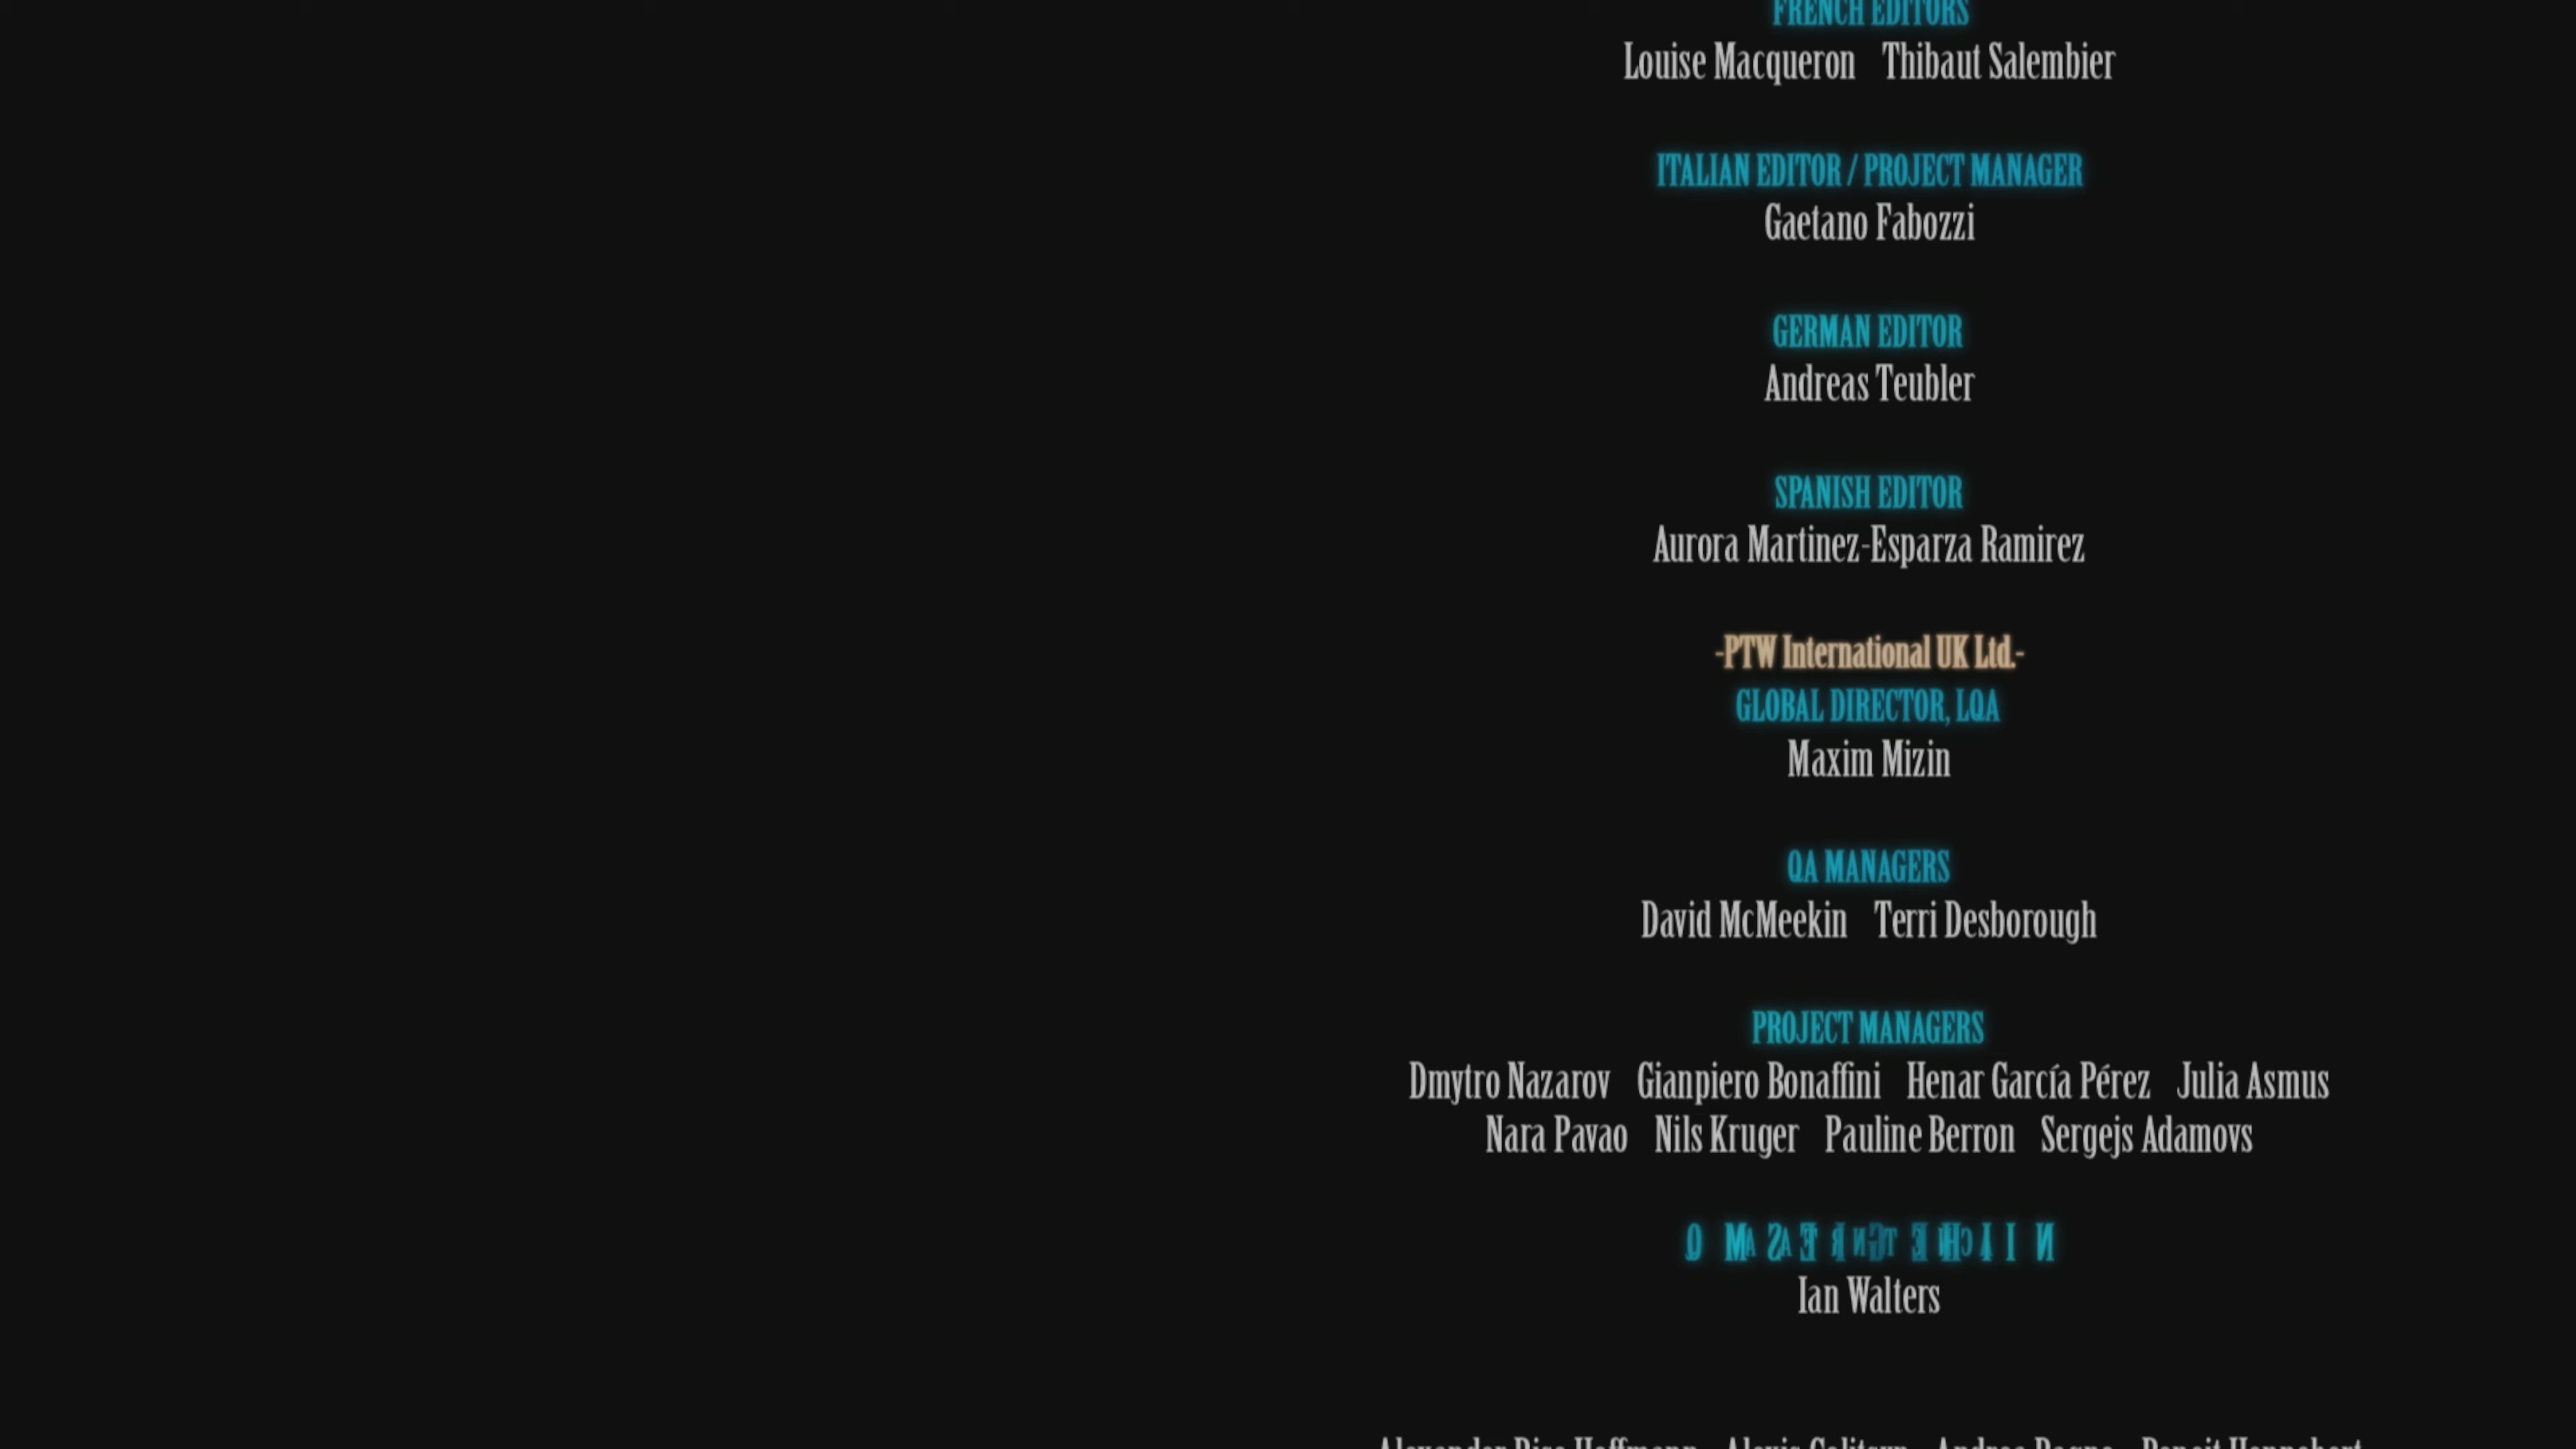 FRENCH EDITORS
Louise Macqueron Thibaut Salembier
ITALIAN EDITOR / PROJECT MANAGER
Gaetano Fabozzi
GERMAN EDITOR
Andreas Teubler
SPANISH EDITOR
Aurora Martinez-Esparza Ramirez
-PTW International UK Ltd.-
GLOBAL DIRECTOR, LQA
Maxim Mizin
QA MANAGERS
David McMeekin Terri Desborough
PROJECT MANAGERS
Dmytro Nazarov Gianpiero Bonaffini Henar García Pérez Julia Asmus
Nara Pavao Nils Kruger Pauline Berron Sergejs Adamovs
Ian Walters